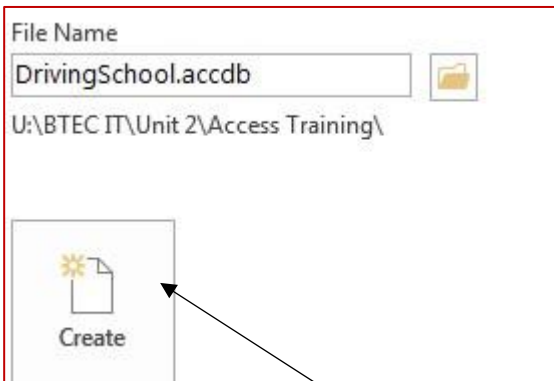 File Name
DrivingSchool.accdb
U:\BTEC IT\Unit 2\Access Training\
Create